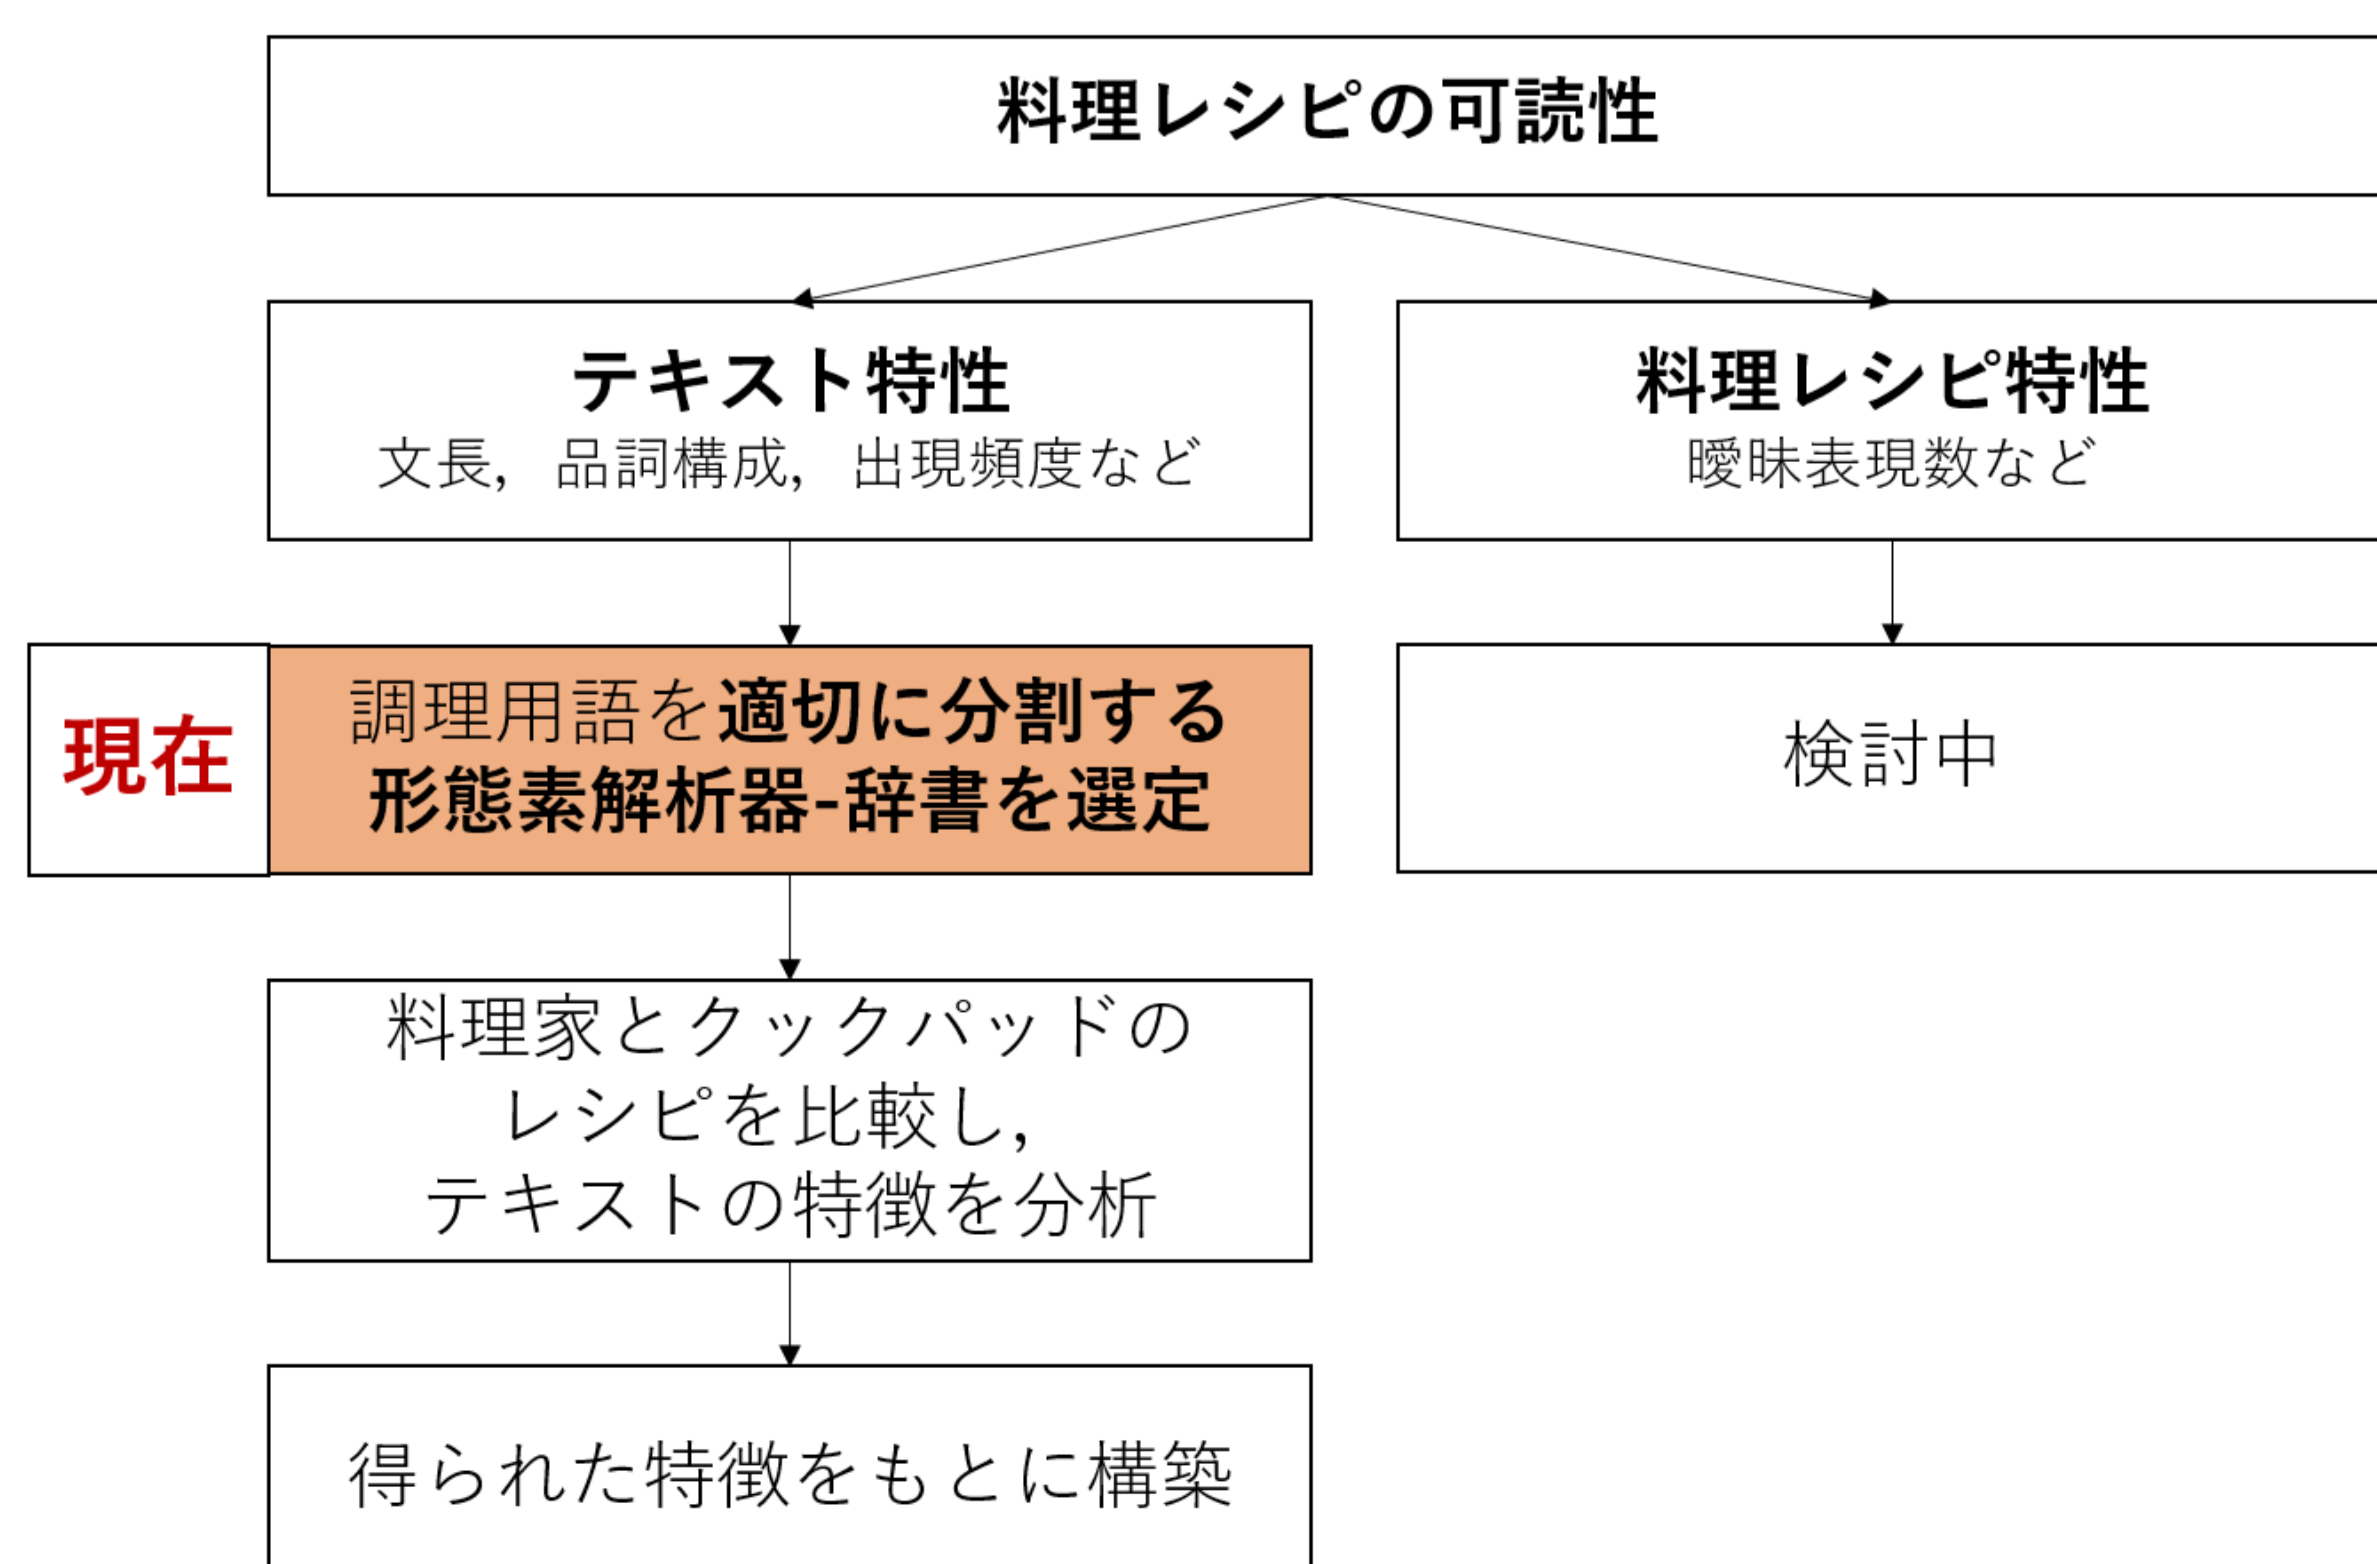 料理レシピの可読性
テキスト特性
文長，品詞構成，出現頻度など
料理レシピ特性
曖昧表現数など
現在
調理用語を適切に分割する
形態素解析器-辞書を選定
検討中
料理家とクックパッドの
レシピを比較し，
テキストの特徴を分析
得られた特徴をもとに構築